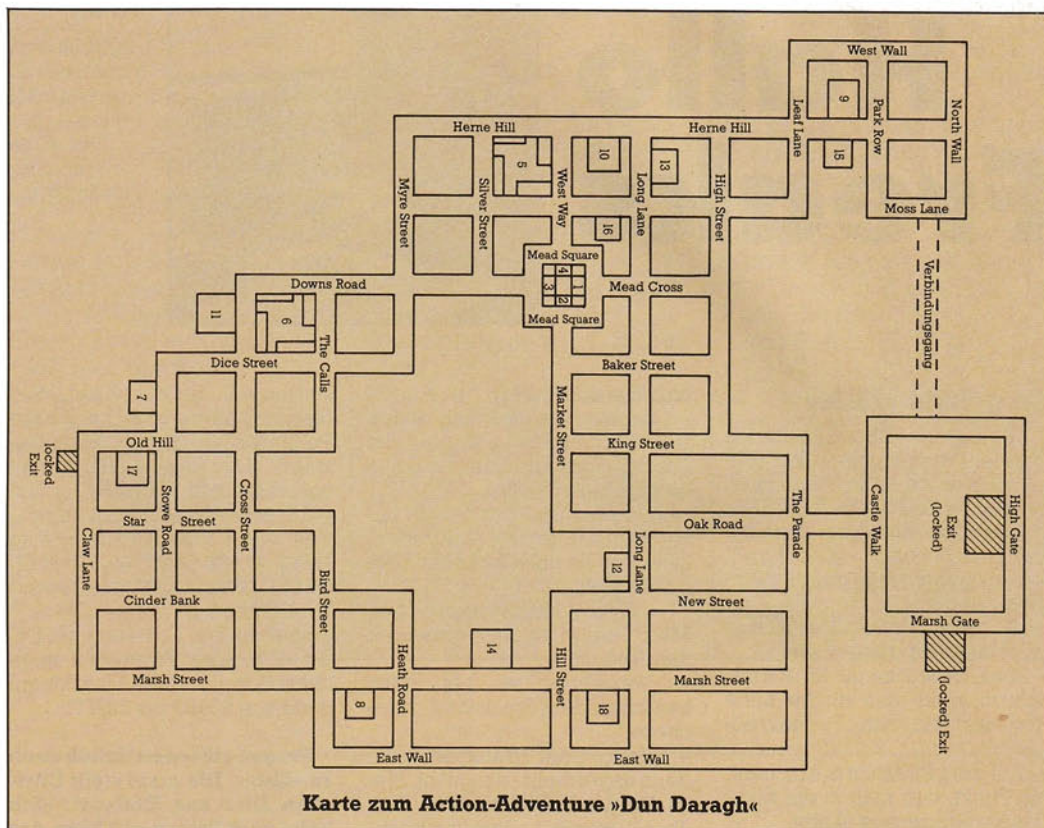 West Wall
Leaf Lane
9
Park Row
15
North Wall
Moss Lane
Herne Hill
Herne Hill
Myre Street
Silver Street
5
West Way
10
Long Lane
13
High Street
16
Verbindungsgang
Mead Square
4
3
1
2
Mead Square
Mead Cross
Downs Road
11
6
The Calls
Dice Street
Baker Street
7
Market Street
Old Hill
King Street
locked
Exit
17
Stowe Road
Cross Street
Star Street
Claw Lane
Bird Street
Cinder Bank
Oak Road
The Parade
Castle Walk
Exit
(locked)
High Gate
12
Long Lane
New Street
Marsh Gate
(locked) Exit
14
Hill Street
Heath Road
Marsh Street
Marsh Street
8
18
East Wall
East Wall
Karte zum Action-Adventure »Dun Daragh«